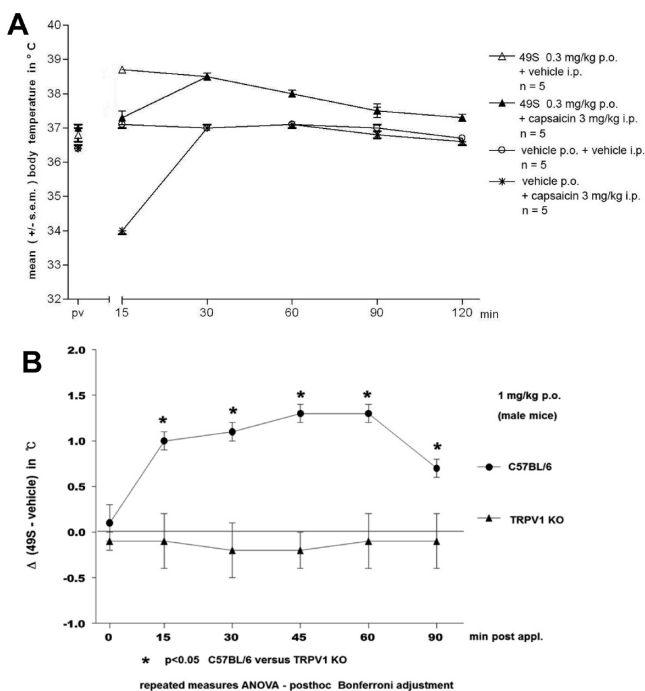 A
mean ( +/- s.e.m. ) body temperature in ° C
40
39
38
37
36
35
34
33
32
pv
15
30
60
90
120
min
49S 0.3 mg/kg p.o.
+ vehicle i.p.
n = 5
49S 0.3 mg/kg p.o.
+ capsaicin 3 mg/kg i.p.
n = 5
vehicle p.o. + vehicle i.p.
n = 5
vehicle p.o.
+ capsaicin 3 mg/kg i.p.
n = 5
B
Δ (49S - vehicle) in ℃
2.0
1.5
1.0
0.5
0.0
-0.5
-1.0
0
15
30
45
60
90
min post appl.
* * * * *
1 mg/kg p.o.
(male mice)
C57BL/6
TRPV1 KO
* p<0.05 C57BL/6 versus TRPV1 KO
repeated measures ANOVA - posthoc Bonferroni adjustment